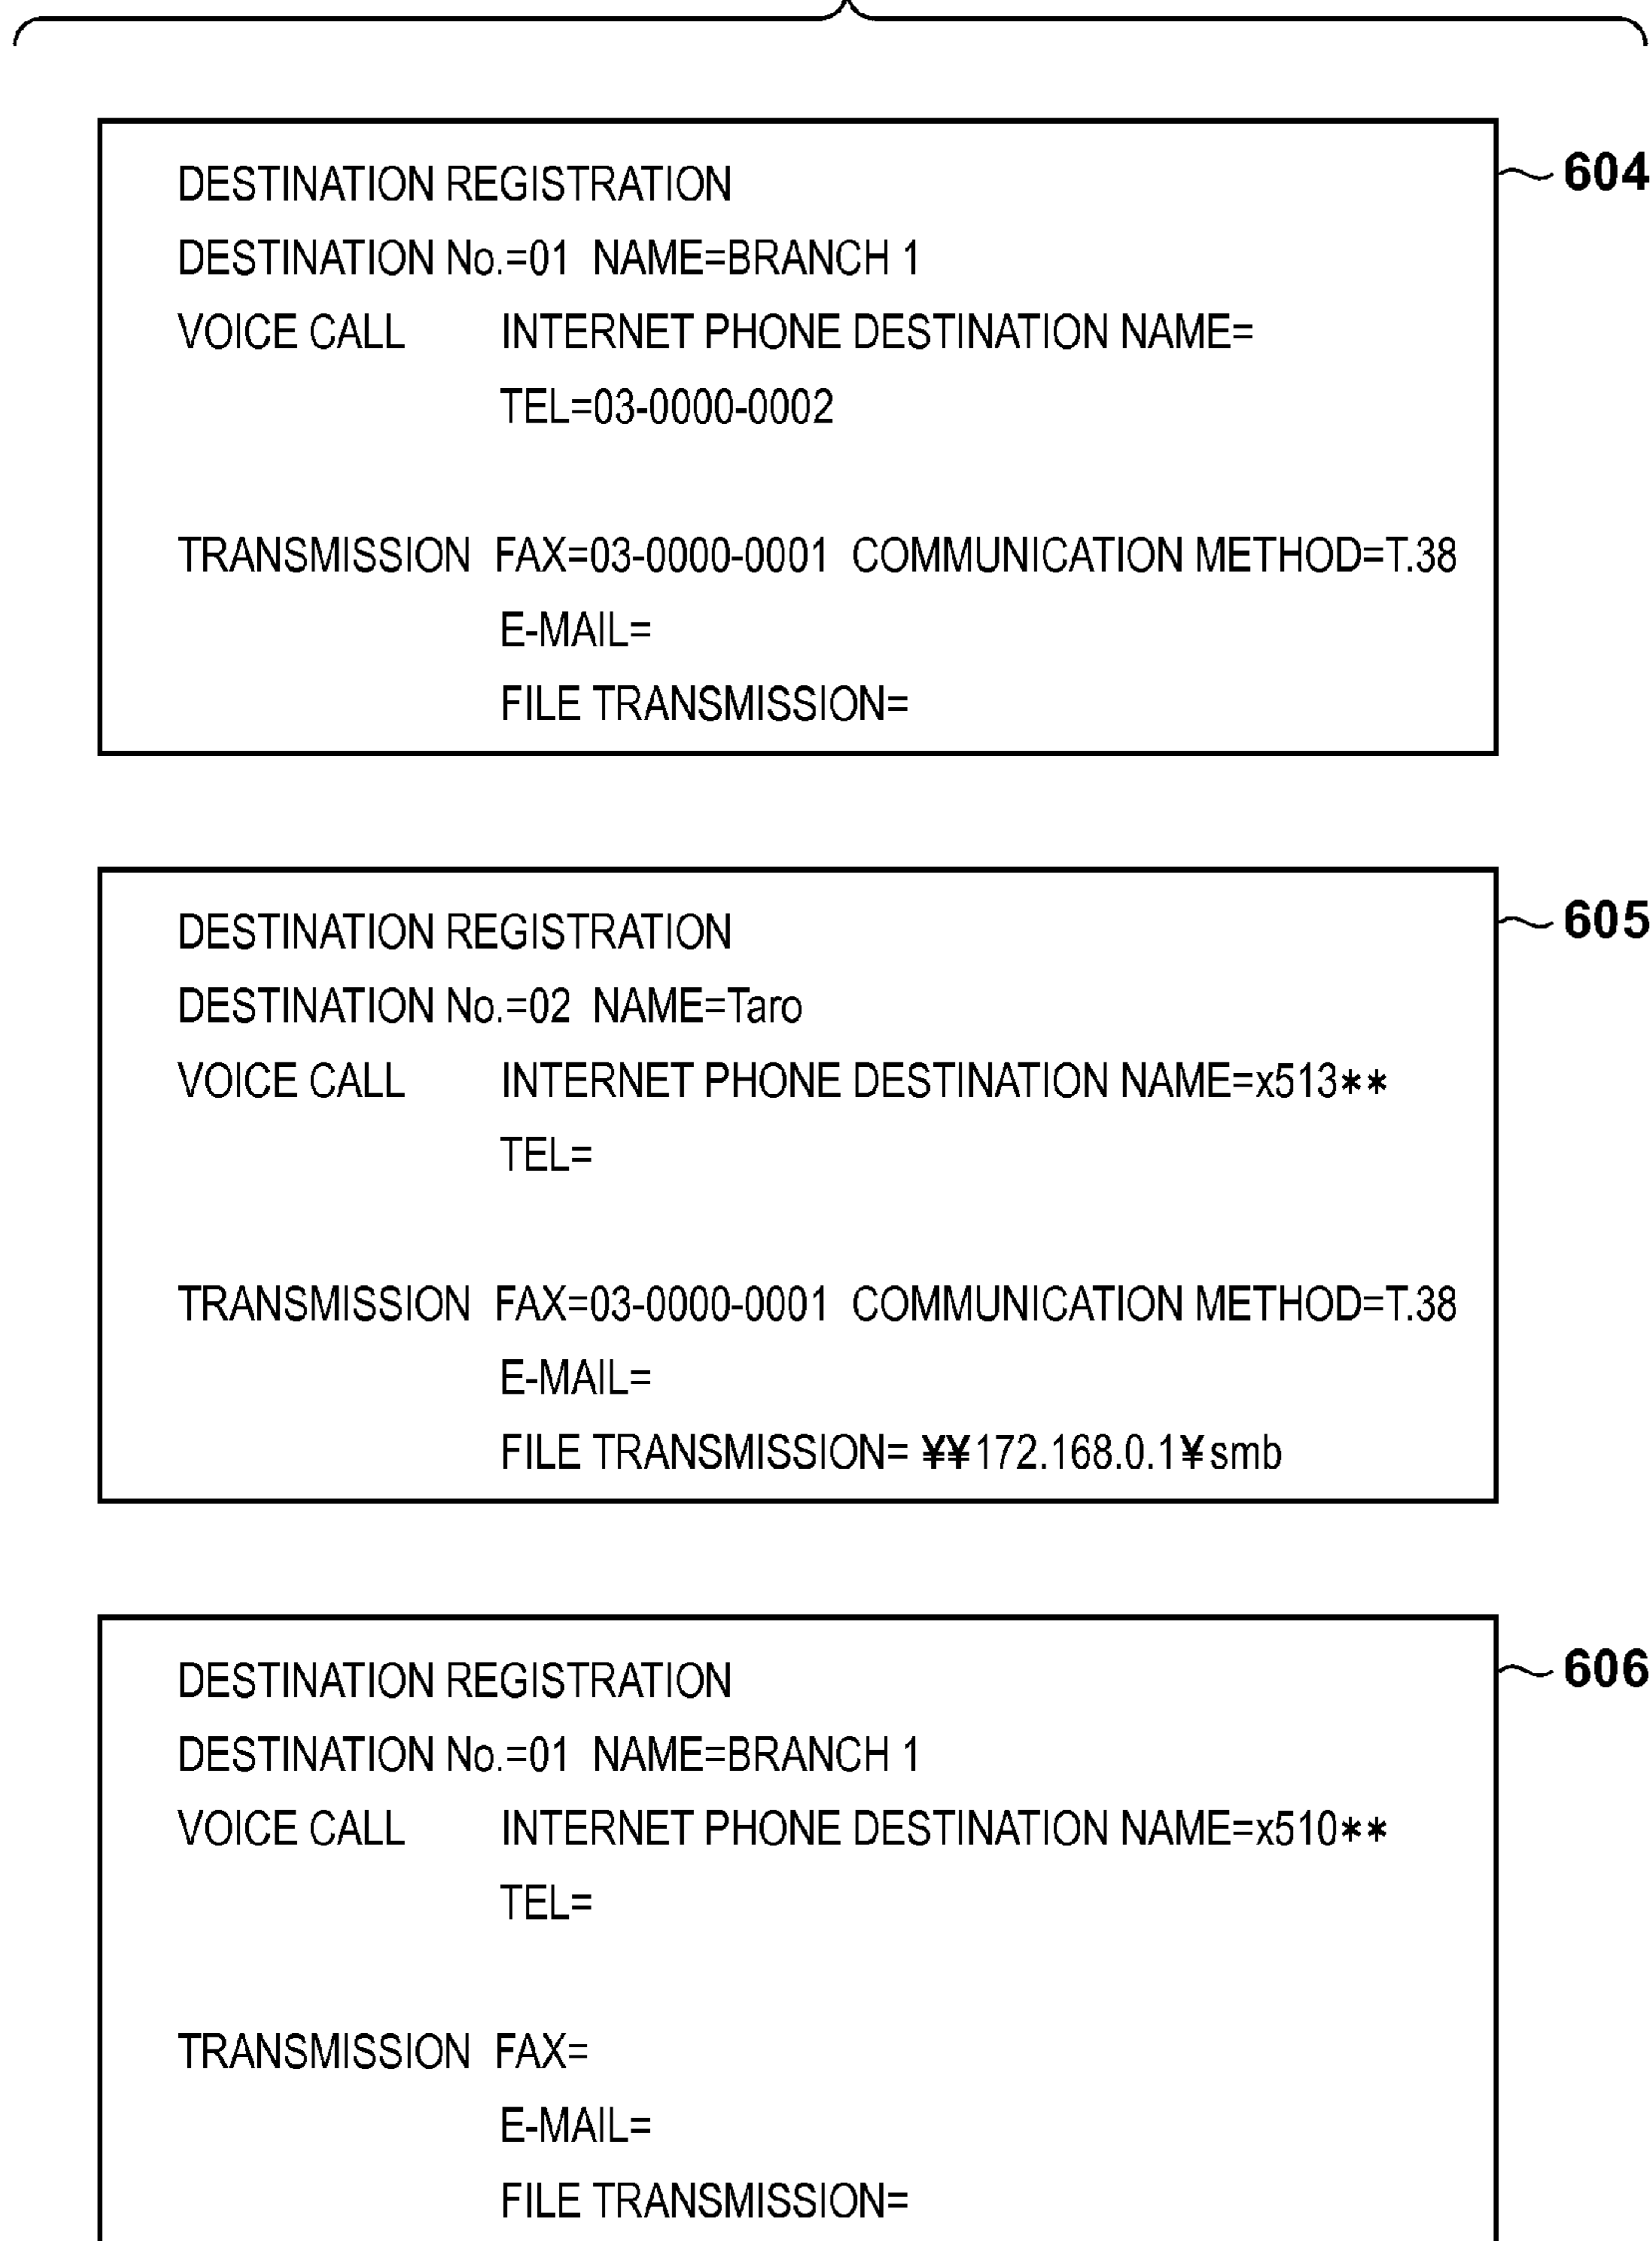 604
DESTINATION REGISTRATION
DESTINATION No.=01 NAME=BRANCH 1
VOICE CALL INTERNET PHONE DESTINATION NAME=
TEL=03-0000-0002
TRANSMISSION FAX=03-0000-0001 COMMUNICATION METHOD=T.38
E-MAIL=
FILE TRANSMISSION=
605
DESTINATION REGISTRATION
DESTINATION No.=02 NAME=Taro
VOICE CALL INTERNET PHONE DESTINATION NAME=x513**
TEL=
TRANSMISSION FAX=03-0000-0001 COMMUNICATION METHOD=T.38
E-MAIL=
FILE TRANSMISSION= ¥¥172.168.0.1¥smb
606
DESTINATION REGISTRATION
DESTINATION No.=01 NAME=BRANCH 1
VOICE CALL INTERNET PHONE DESTINATION NAME=x510**
TEL=
TRANSMISSION FAX=
E-MAIL=
FILE TRANSMISSION=